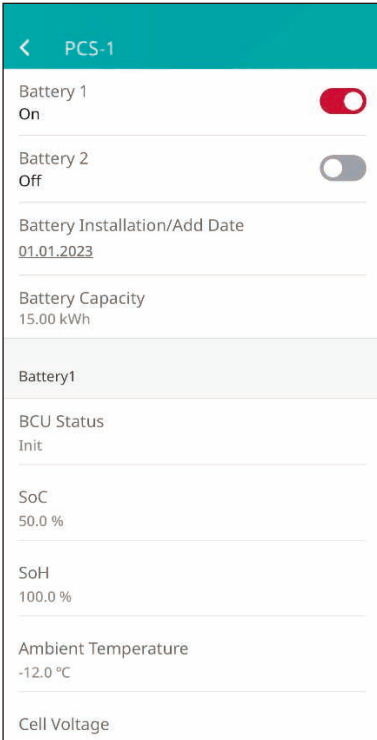 PCS-1
Battery 1
On
Battery 2
Off
Battery Installation/Add Date
01.01.2023
Battery Capacity
15.00 kWh
Battery1
BCU Status
Init
SoC
50.0 %
SoH
100.0 %
Ambient Temperature
-12.0 ℃
Cell Voltage